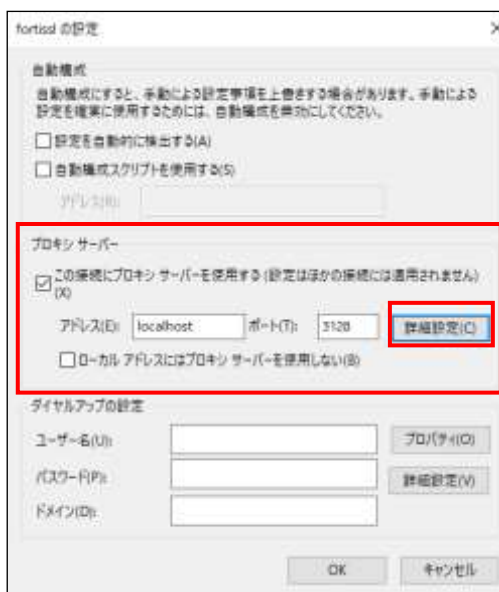 fortissl の設定
自動構成
自動構成にすると、手動による設定事項を上書きする場合があります。手動による
設定を確実に使用するためには、自動構成を無効にしてください。
設定を自動的に検出する(A)
自動構成スクリプトを使用する(S)
アドレス(R):
プロキシ サーバー
この接続にプロキシ サーバーを使用する (設定はほかの接続には適用されません)
(X)
アドレス(E): localhost ポート(T): 3128 詳細設定(C)
ローカル アドレスにはプロキシ サーバーを使用しない(B)
ダイヤルアップの設定
ユーザー名(U): プロパティ(O)
パスワード(P): 詳細設定(V)
ドメイン(D):
OK キャンセル